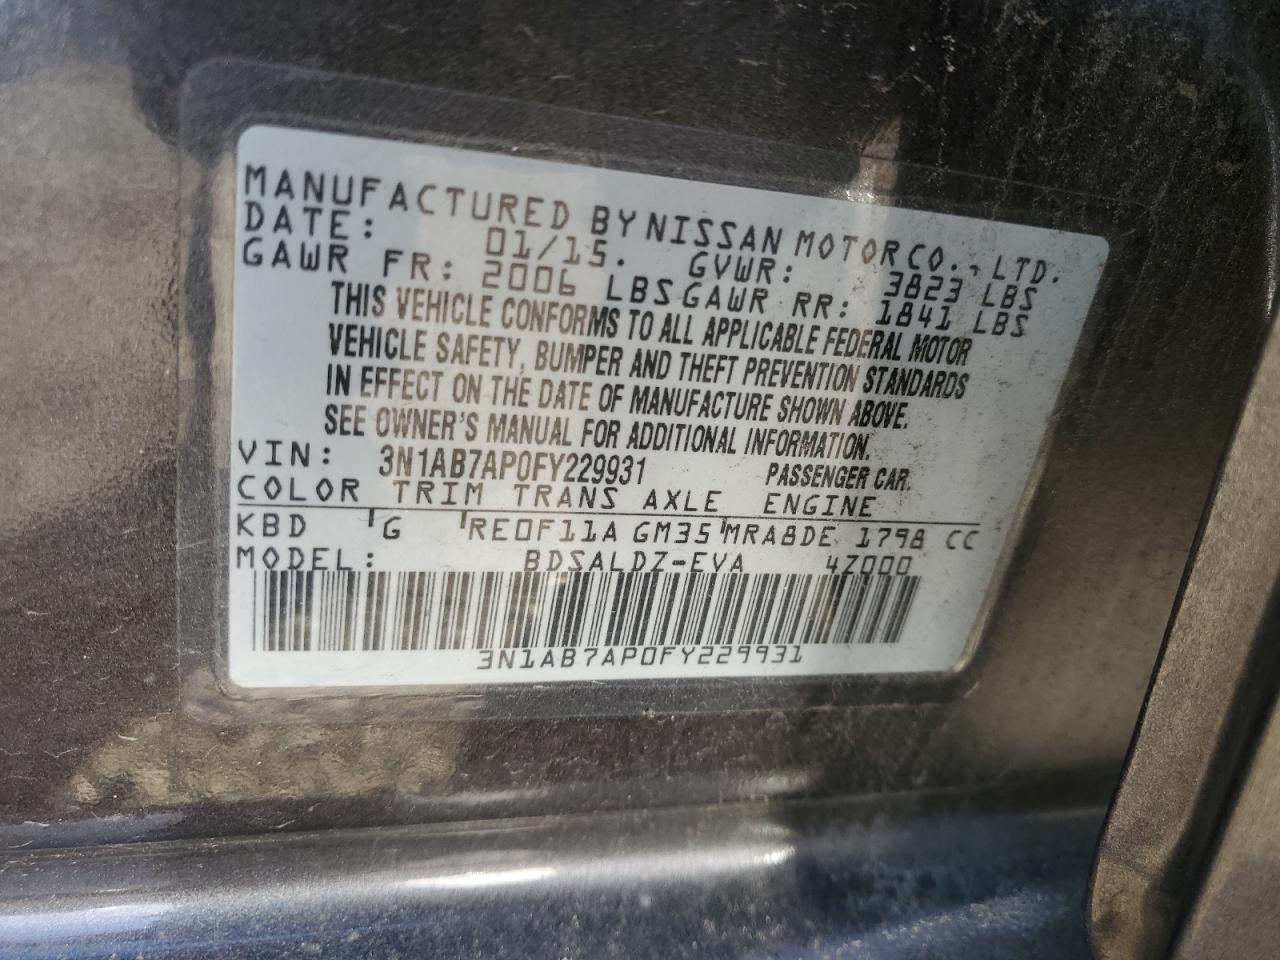 MANUFACTURED BY NISSAN MOTOR CO., LTD.
DATE: 01/15. GVWR: 3823 LBS
GAWR FR: 2006 LBS GAWR RR: 1841 LBS
THIS VEHICLE CONFORMS TO ALL APPLICABLE FEDERAL MOTOR
VEHICLE SAFETY, BUMPER AND THEFT PREVENTION STANDARDS
IN EFFECT ON THE DATE OF MANUFACTURE SHOWN ABOVE.
SEE OWNER'S MANUAL FOR ADDITIONAL INFORMATION.
VIN: 3N1AB7AP0FY229931 PASSENGER CAR.
COLOR TRIM TRANS AXLE ENGINE
KBD G RE0F11A GM35 MRA8DE 1798 CC
MODEL: BDSALDZ-EVA 4Z000
3N1AB7AP0FY229931